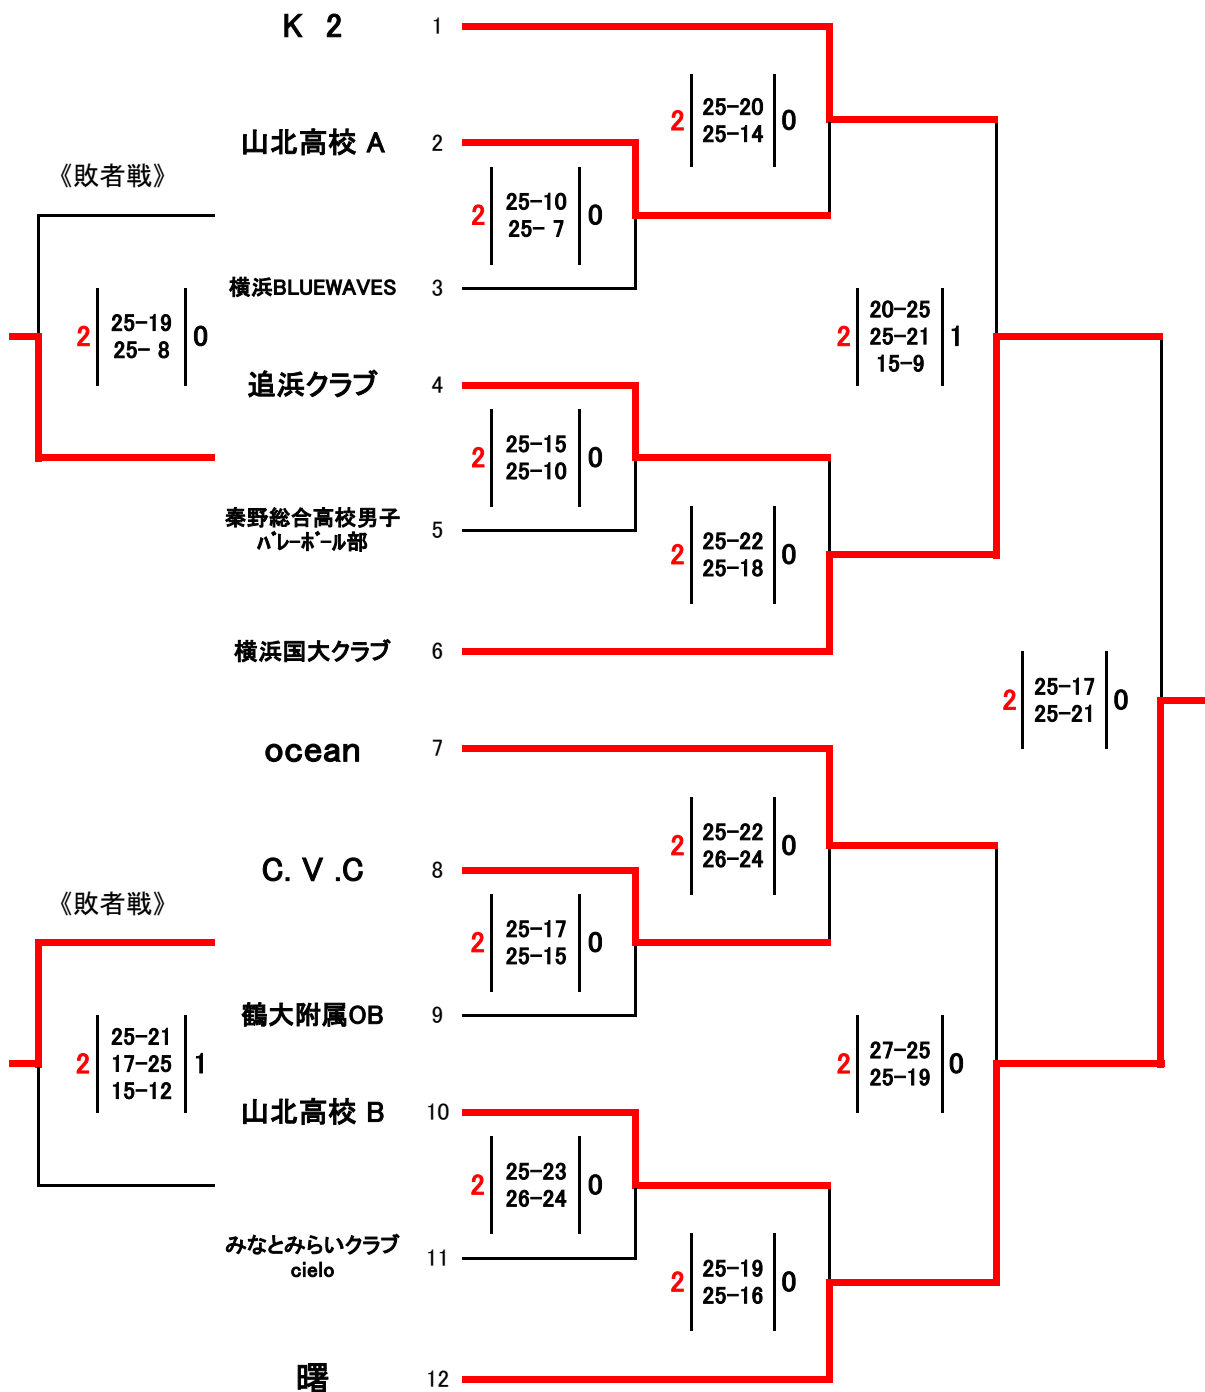 K 2 1
2 25-20 0
25-14
山北高校 A 2
《敗者戦》
2 25-10 0
25- 7
横浜BLUEWAVES 3
2 25-19 0
25- 8
2 20-25 1
25-21
15-9
追浜クラブ 4
2 25-15 0
25-10
秦野総合高校男子
バレーボール部
5
2 25-22 0
25-18
横浜国大クラブ 6
2 25-17 0
25-21
ocean 7
2 25-22 0
26-24
C. V .C 8
《敗者戦》
2 25-17 0
25-15
鶴大附属OB 9
2 25-21 1
17-25
15-12
2 27-25 0
25-19
山北高校 B 10
2 25-23 0
26-24
みなとみらいクラブ
cielo
11
2 25-19 0
25-16
曙 12